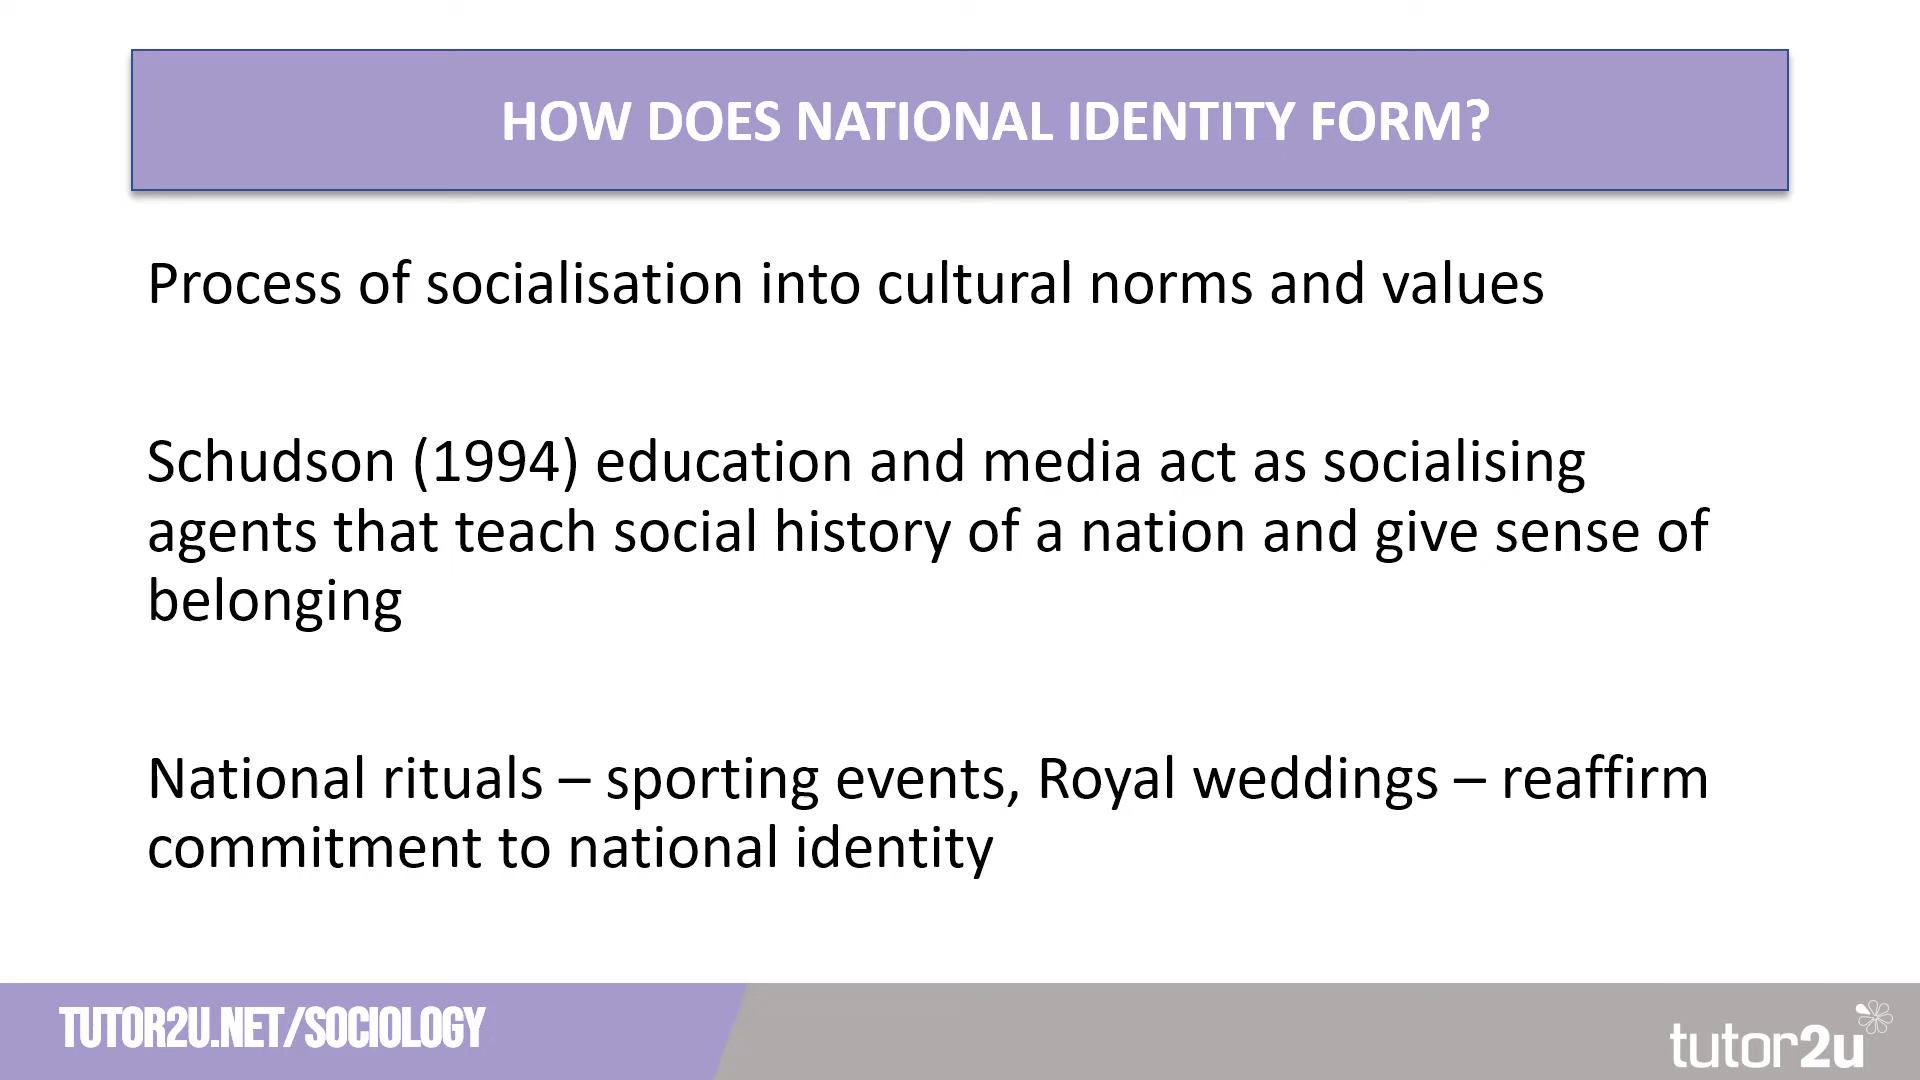 HOW DOES NATIONAL IDENTITY FORM?
Process of socialisation into cultural norms and values
Schudson (1994) education and media act as socialising
agents that teach social history of a nation and give sense of
belonging
National rituals – sporting events, Royal weddings – reaffirm
commitment to national identity
TUTOR2U.NET/SOCIOLOGY
tutor2u